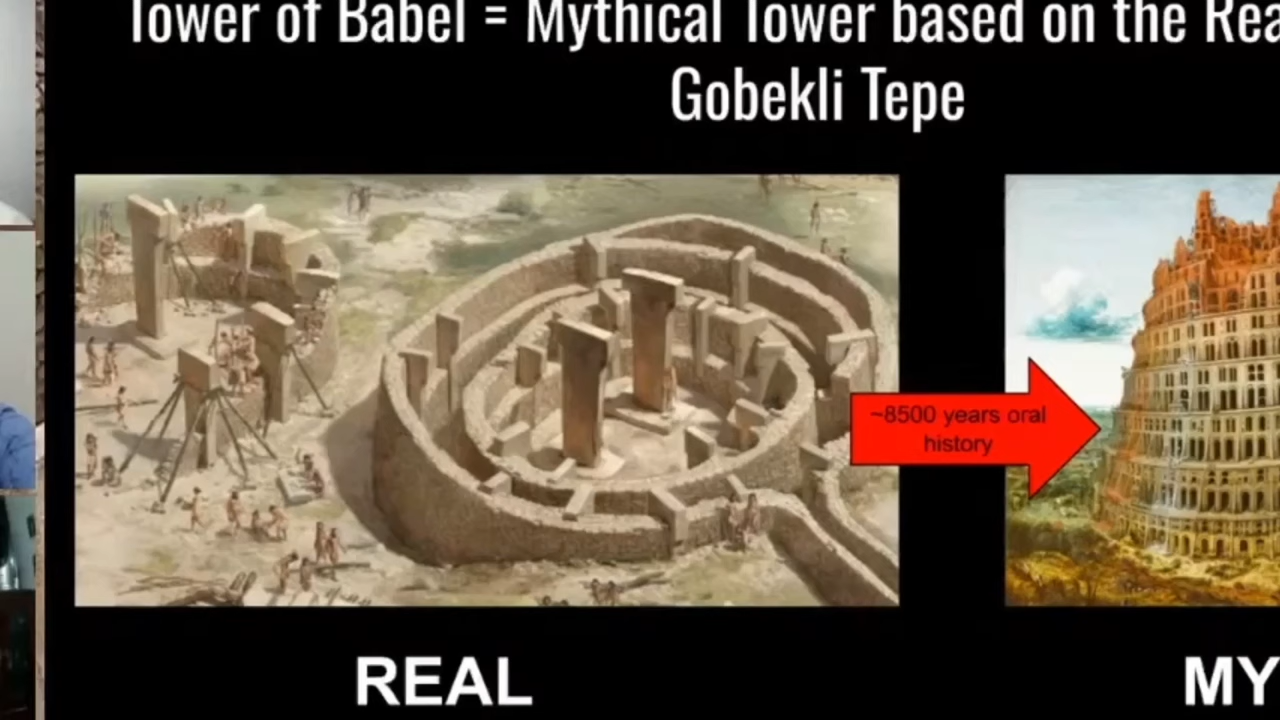 Tower of Babel = Mythical Tower based on the Rea
Gobekli Tepe
~8500 years oral
history
REAL
MY